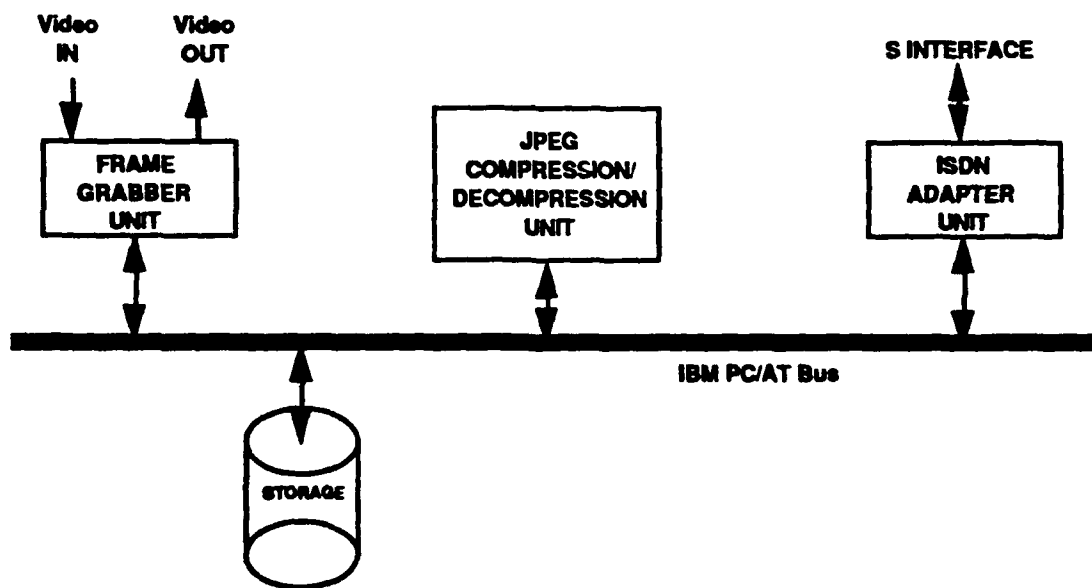 Video
IN
Video
OUT
S INTERFACE
FRAME
GRABBER
UNIT
JPEG
COMPRESSION/
DECOMPRESSION
UNIT
ISDN
ADAPTER
UNIT
IBM PC/AT Bus
STORAGE